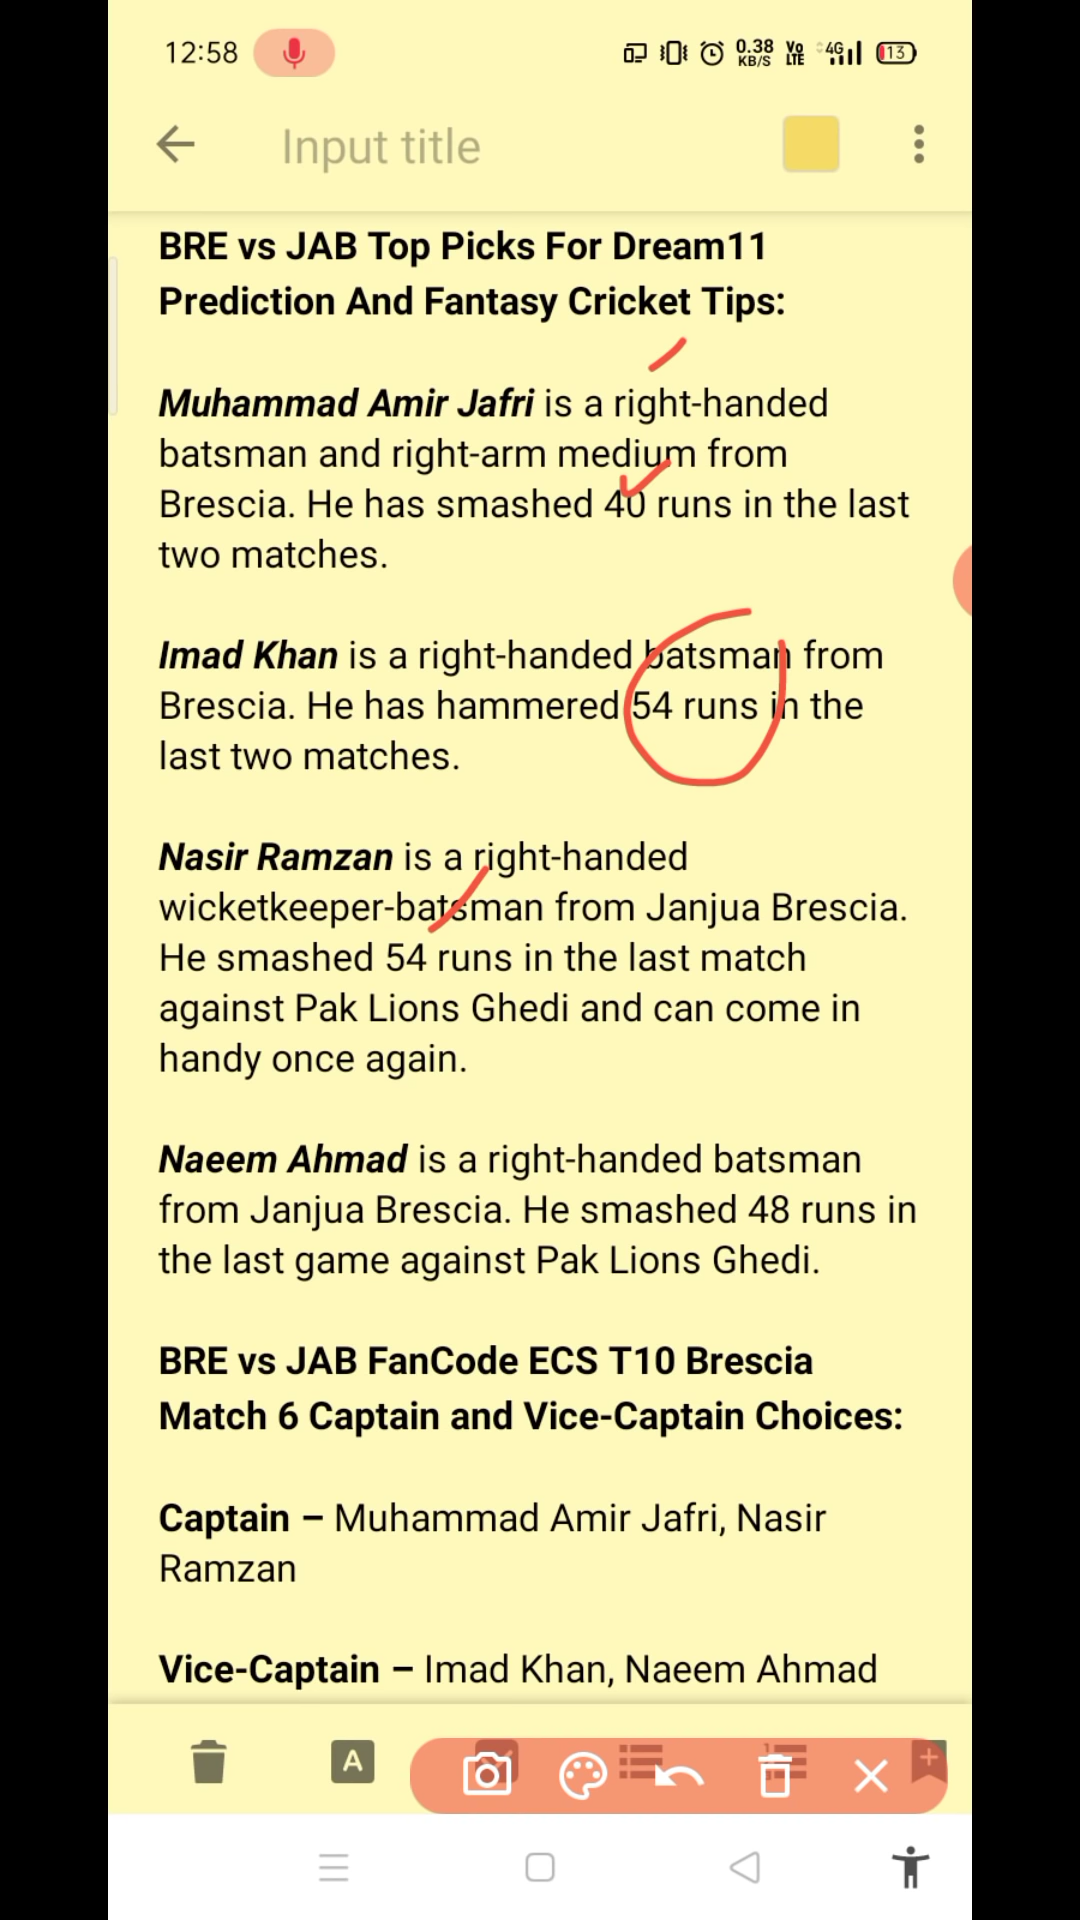 12:58
0.38 KB/S Vo LTE 4G 13
Input title
BRE vs JAB Top Picks For Dream11
Prediction And Fantasy Cricket Tips:
Muhammad Amir Jafri is a right-handed
batsman and right-arm medium from
Brescia. He has smashed 40 runs in the last
two matches.
Imad Khan is a right-handed batsman from
Brescia. He has hammered 54 runs in the
last two matches.
Nasir Ramzan is a right-handed
wicketkeeper-batsman from Janjua Brescia.
He smashed 54 runs in the last match
against Pak Lions Ghedi and can come in
handy once again.
Naeem Ahmad is a right-handed batsman
from Janjua Brescia. He smashed 48 runs in
the last game against Pak Lions Ghedi.
BRE vs JAB FanCode ECS T10 Brescia
Match 6 Captain and Vice-Captain Choices:
Captain – Muhammad Amir Jafri, Nasir
Ramzan
Vice-Captain – Imad Khan, Naeem Ahmad
A